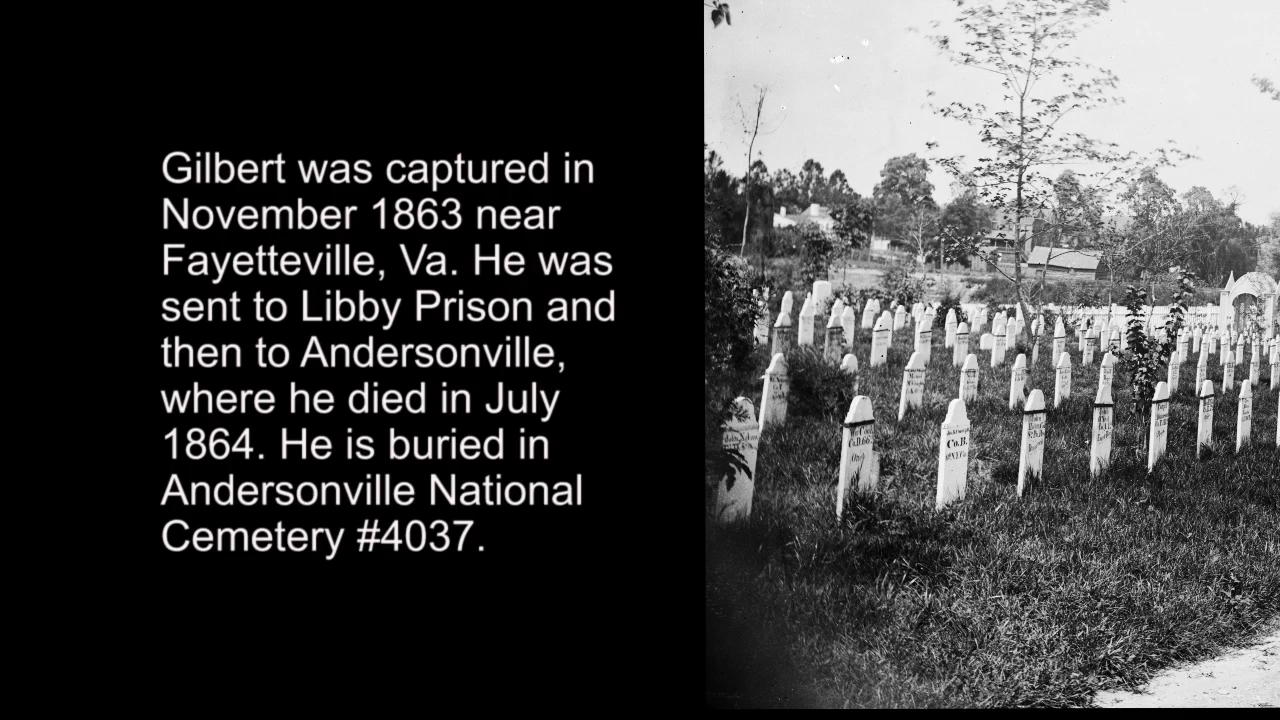 Gilbert was captured in
November 1863 near
Fayetteville, Va. He was
sent to Libby Prison and
then to Andersonville,
where he died in July
1864. He is buried in
Andersonville National
Cemetery #4037.
Co. B.